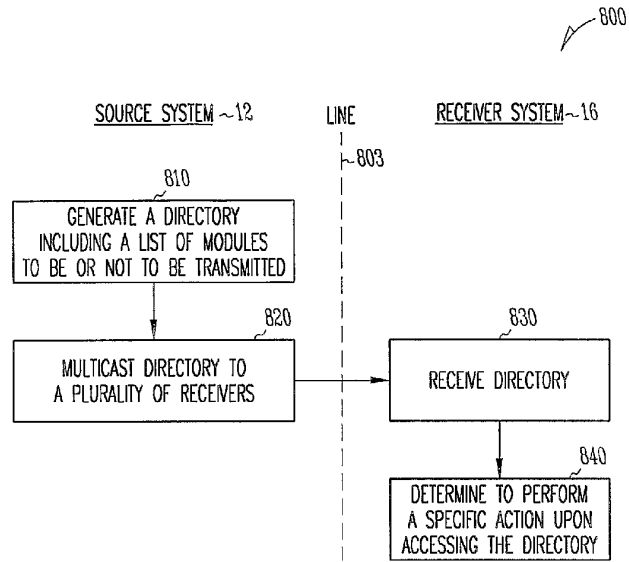 800
SOURCE SYSTEM ~12
LINE
RECEIVER SYSTEM ~16
803
810
GENERATE A DIRECTORY
INCLUDING A LIST OF MODULES
TO BE OR NOT TO BE TRANSMITTED
820
MULTICAST DIRECTORY TO
A PLURALITY OF RECEIVERS
830
RECEIVE DIRECTORY
840
DETERMINE TO PERFORM
A SPECIFIC ACTION UPON
ACCESSING THE DIRECTORY